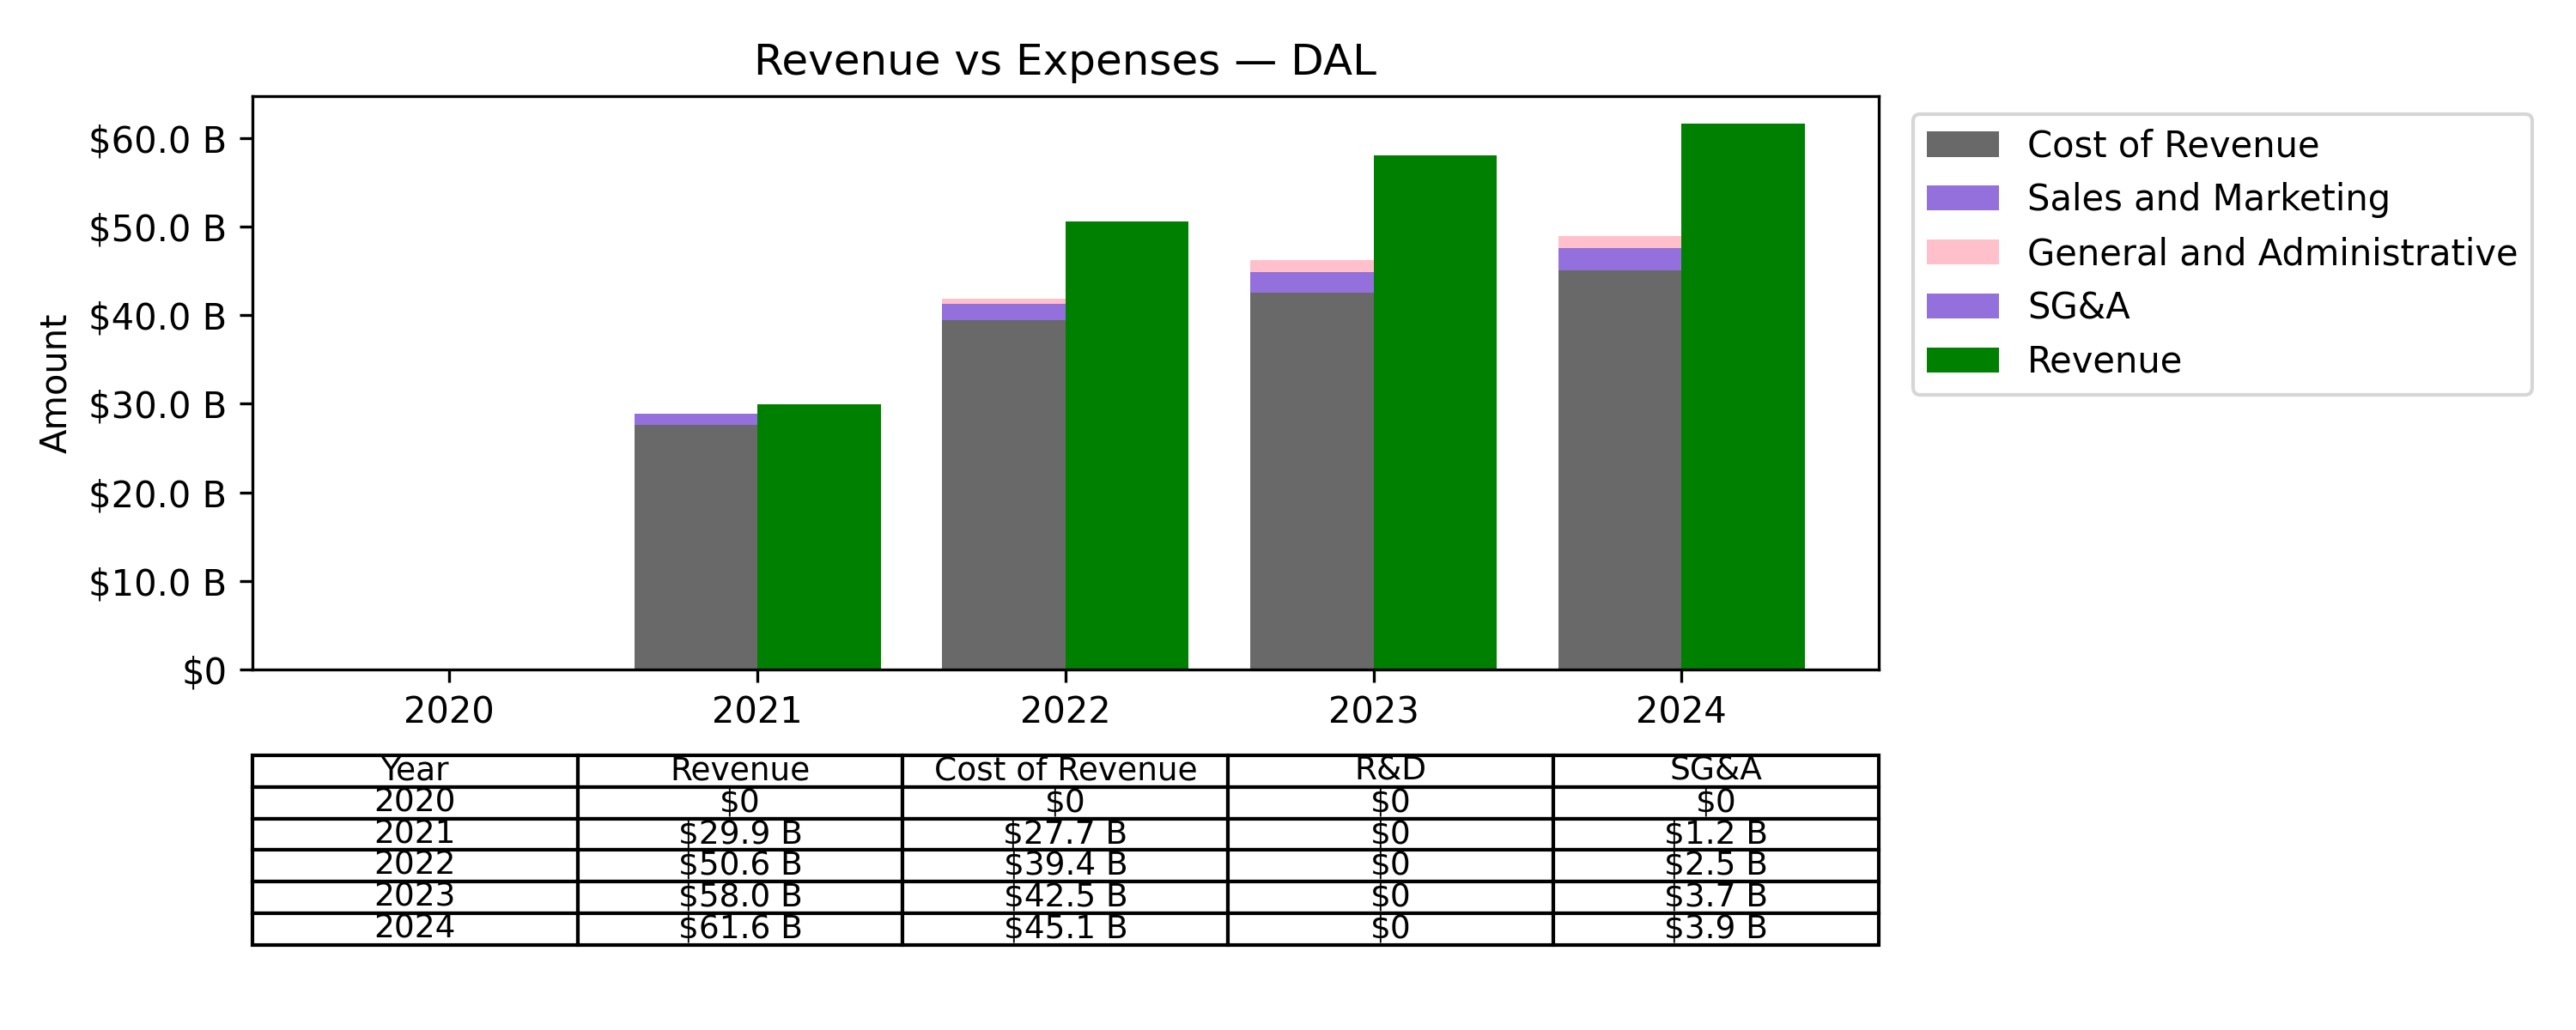 Revenue vs Expenses — DAL
Amount
$60.0 B
$50.0 B
$40.0 B
$30.0 B
$20.0 B
$10.0 B
$0
2020 2021 2022 2023 2024
Cost of Revenue
Sales and Marketing
General and Administrative
SG&A
Revenue
Year Revenue Cost of Revenue R&D SG&A
2020 $0 $0 $0 $0
2021 $29.9 B $27.7 B $0 $1.2 B
2022 $50.6 B $39.4 B $0 $2.5 B
2023 $58.0 B $42.5 B $0 $3.7 B
2024 $61.6 B $45.1 B $0 $3.9 B